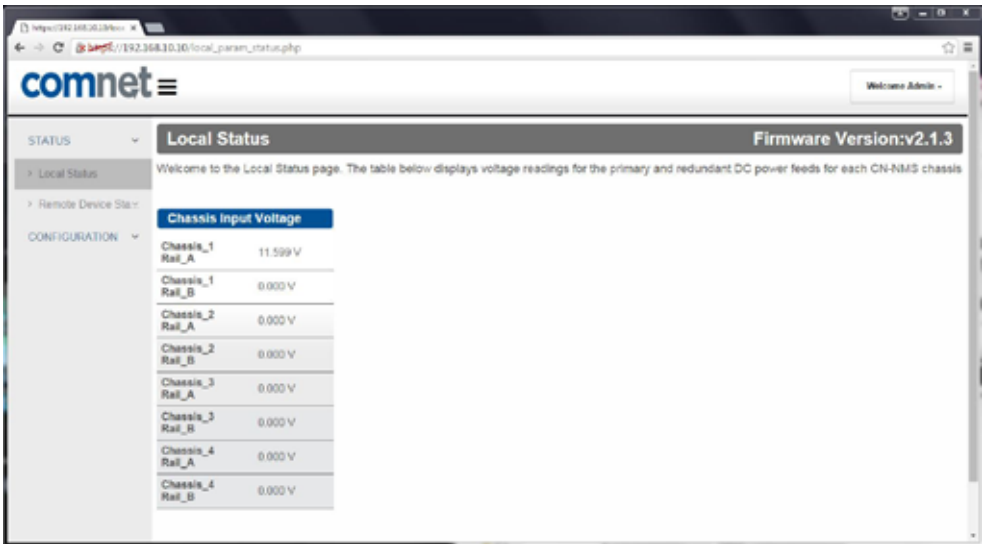 https://192.168.10.10/local_param_status.php
comnet
Welcome Admin
STATUS
Local Status
Firmware Version:v2.1.3
> Local Status
Welcome to the Local Status page. The table below displays voltage readings for the primary and redundant DC power feeds for each CN-NMS chassis
> Remote Device Sta
CONFIGURATION
Chassis Input Voltage
Chassis_1
Rail_A
11.599 V
Chassis_1
Rail_B
0.000 V
Chassis_2
Rail_A
0.000 V
Chassis_2
Rail_B
0.000 V
Chassis_3
Rail_A
0.000 V
Chassis_3
Rail_B
0.000 V
Chassis_4
Rail_A
0.000 V
Chassis_4
Rail_B
0.000 V